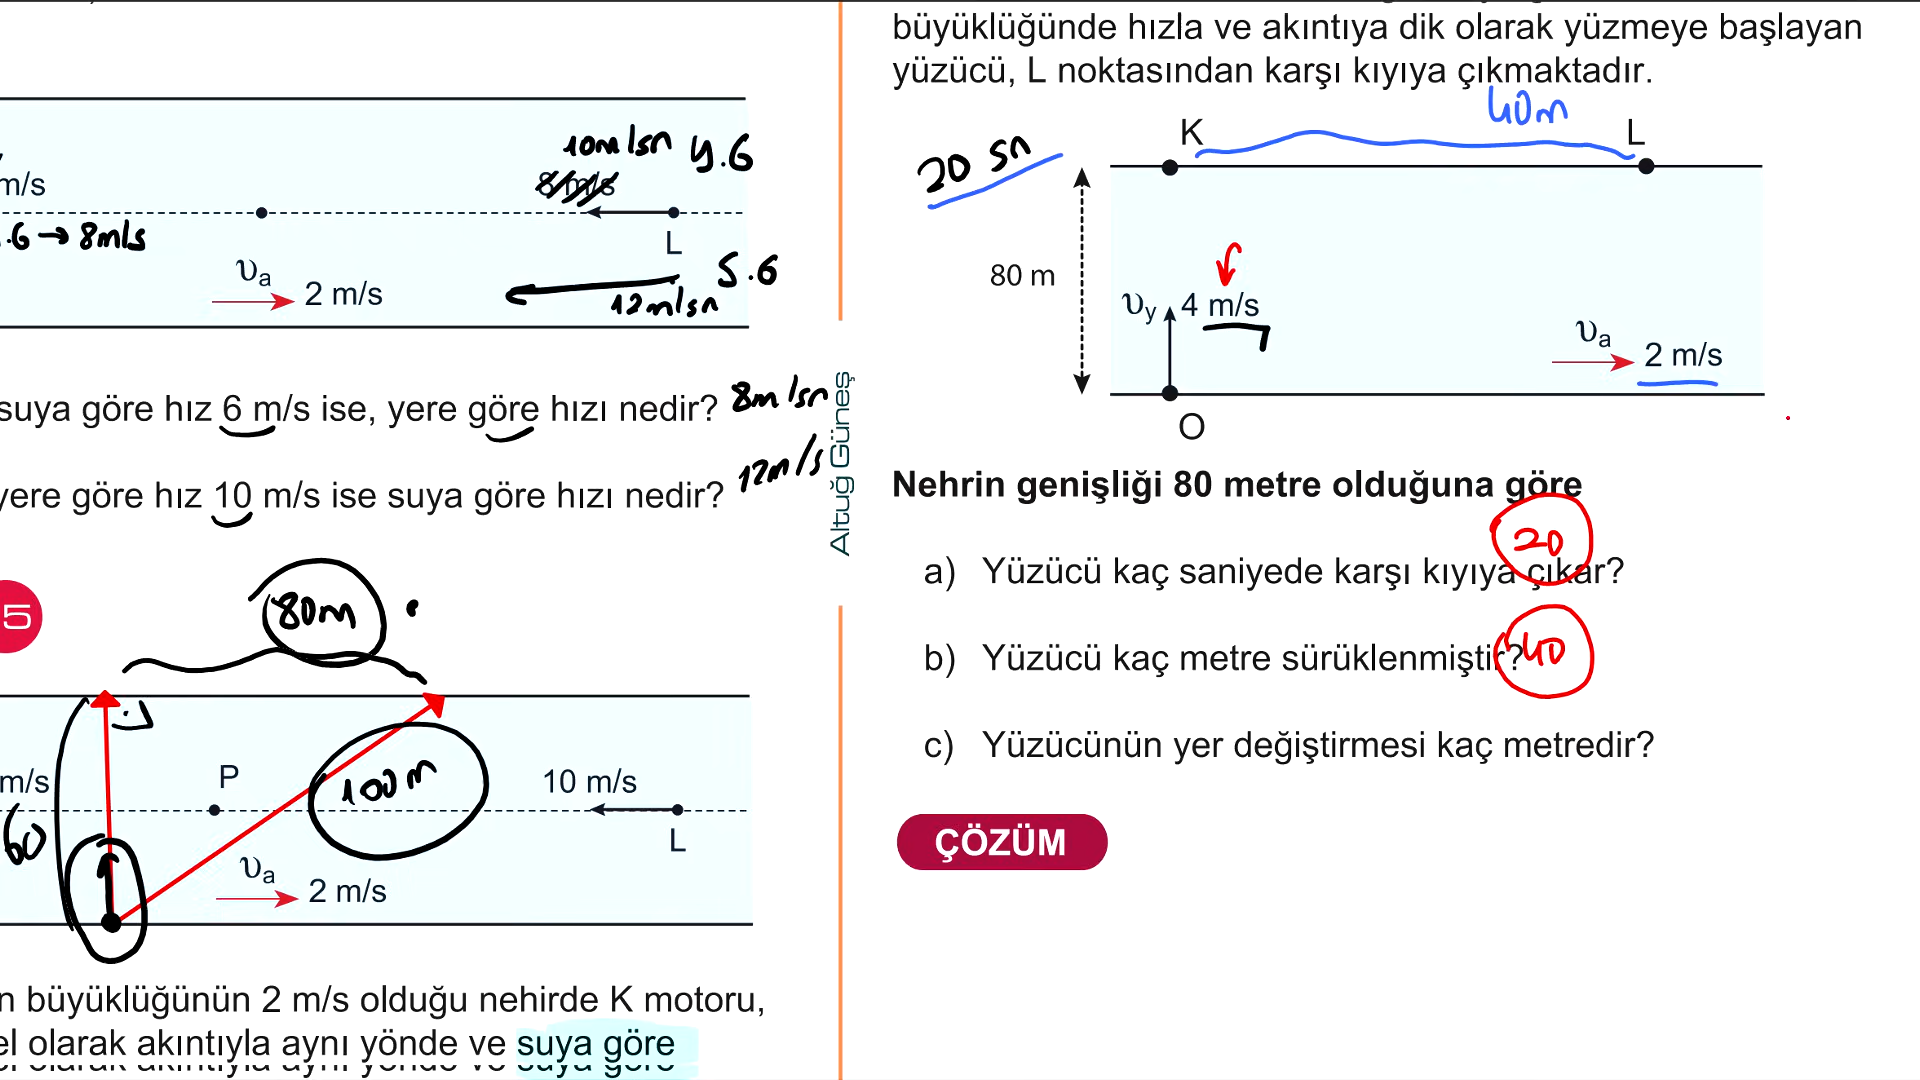 m/s
10m/sn y.G
8 m/s
.G → 8m/s
L
S.G
12m/sn
υa
2 m/s
suya göre hız 6 m/s ise, yere göre hızı nedir? 8m/sn
yere göre hız 10 m/s ise suya göre hızı nedir? 12m/s
5
80m
m/s
P
100m
10 m/s
60
L
υa
2 m/s
n büyüklüğünün 2 m/s olduğu nehirde K motoru,
el olarak akıntıyla aynı yönde ve suya göre
Altuğ Güneş
büyüklüğünde hızla ve akıntıya dik olarak yüzmeye başlayan
yüzücü, L noktasından karşı kıyıya çıkmaktadır.
40m
K
L
20 sn
80 m
υy 4 m/s
υa
2 m/s
O
Nehrin genişliği 80 metre olduğuna göre
20
a) Yüzücü kaç saniyede karşı kıyıya çıkar?
b) Yüzücü kaç metre sürüklenmiştir? 40
c) Yüzücünün yer değiştirmesi kaç metredir?
ÇÖZÜM